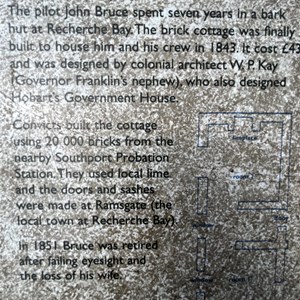 The pilot John Bruce spent seven years in a bark
hut at Recherche Bay. The brick cottage was finally
built to house him and his crew in 1843. It cost £43
and was designed by colonial architect W. P. Kay
(Governor Franklin's nephew), who also designed
Hobart's Government House.
Convicts built the cottage
using 20 000 bricks from the
nearby Southport Probation
Station. They used local lime
and the doors and sashes
were made at Ramsgate (the
local town at Recherche Bay).
In 1851 Bruce was retired
after failing eyesight and
the loss of his wife.